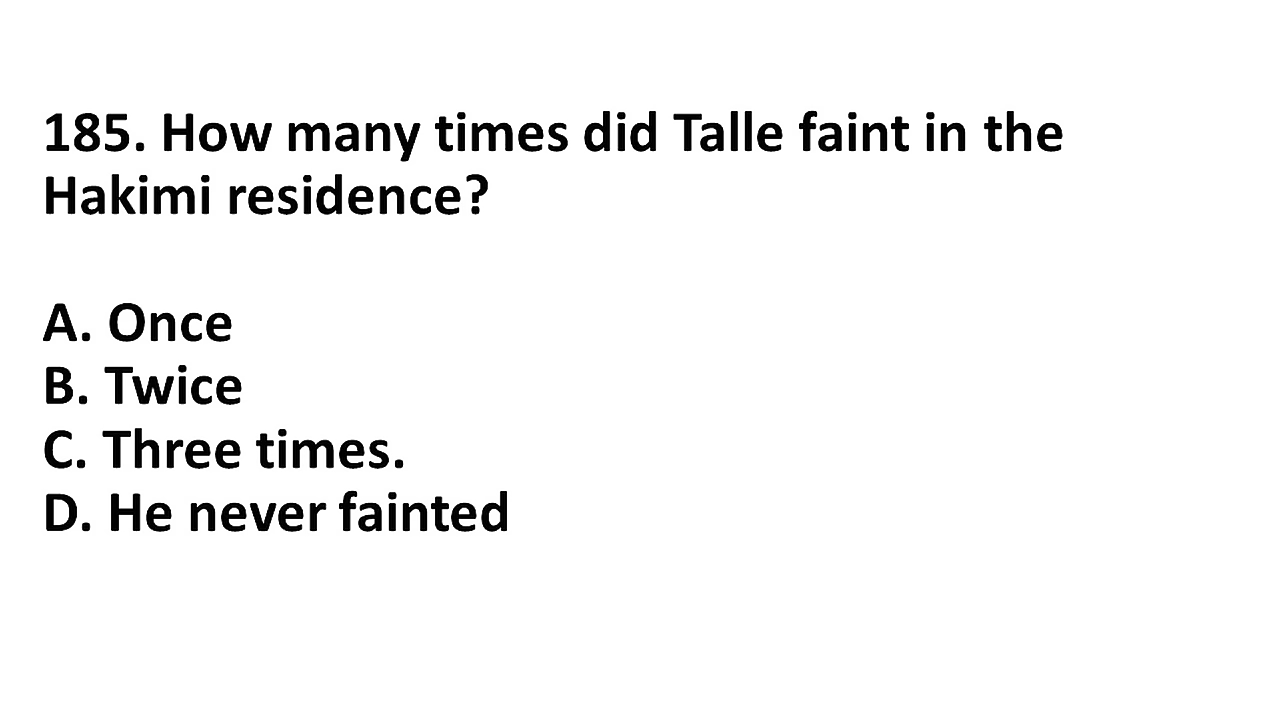 185. How many times did Talle faint in the
Hakimi residence?
A. Once
B. Twice
C. Three times.
D. He never fainted